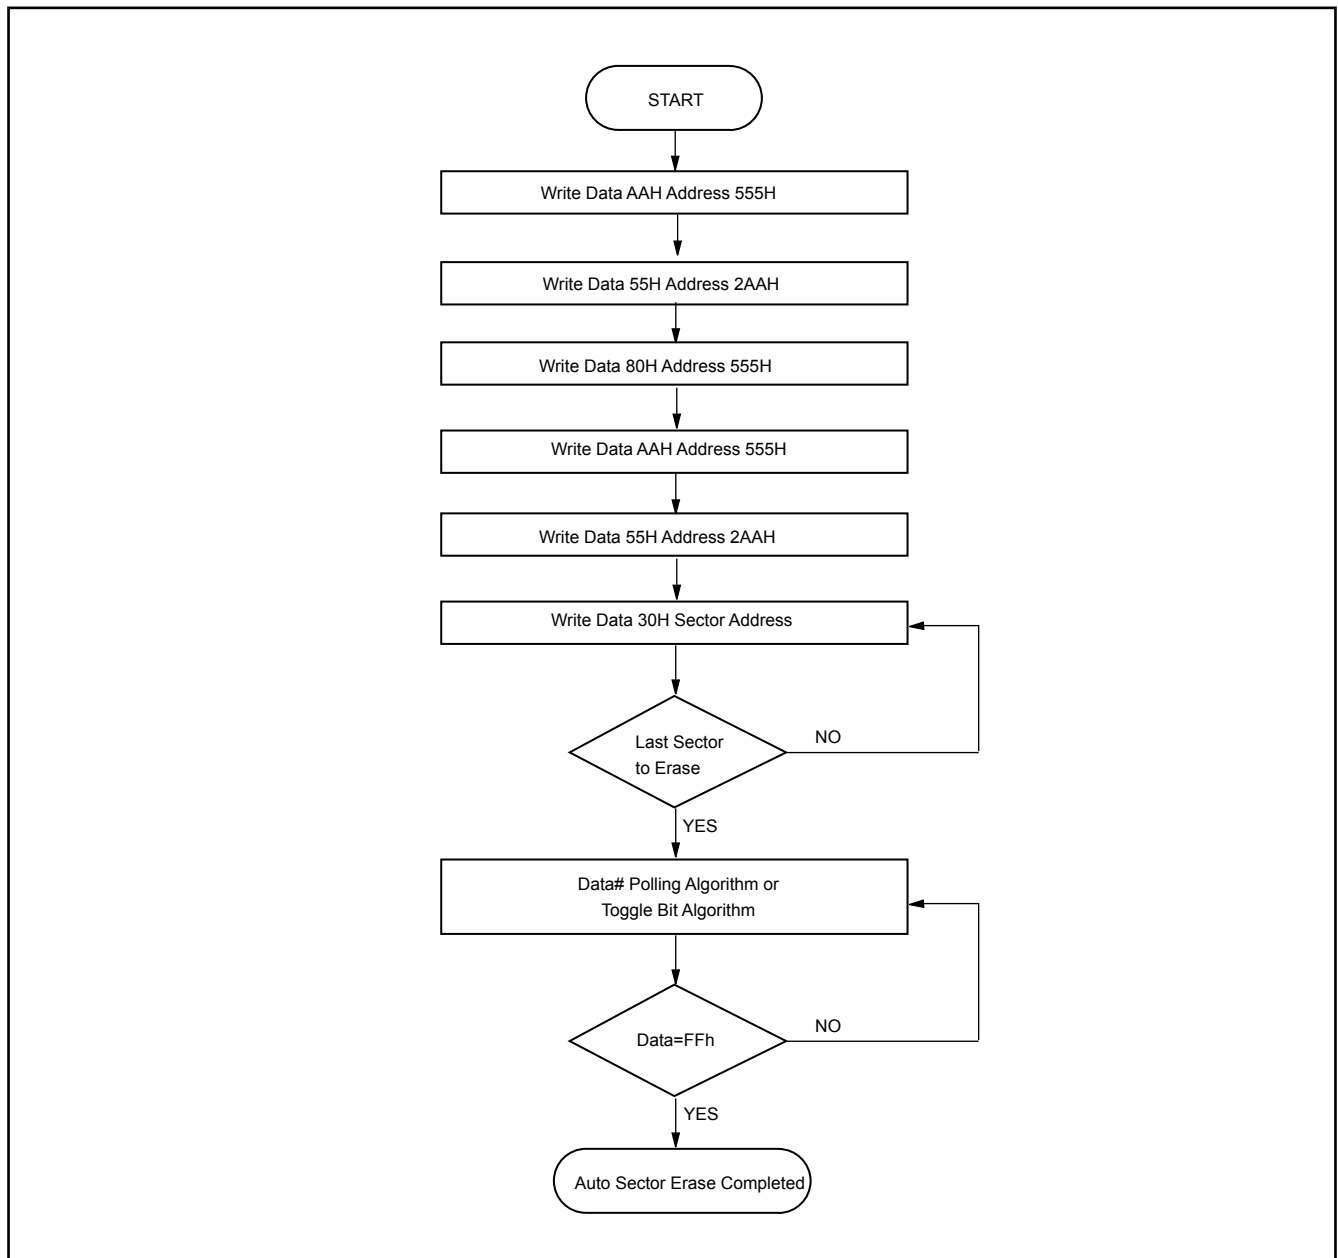 START
Write Data AAH Address 555H
Write Data 55H Address 2AAH
Write Data 80H Address 555H
Write Data AAH Address 555H
Write Data 55H Address 2AAH
Write Data 30H Sector Address
Last Sector
to Erase
NO
YES
Data# Polling Algorithm or
Toggle Bit Algorithm
Data=FFh
NO
YES
Auto Sector Erase Completed